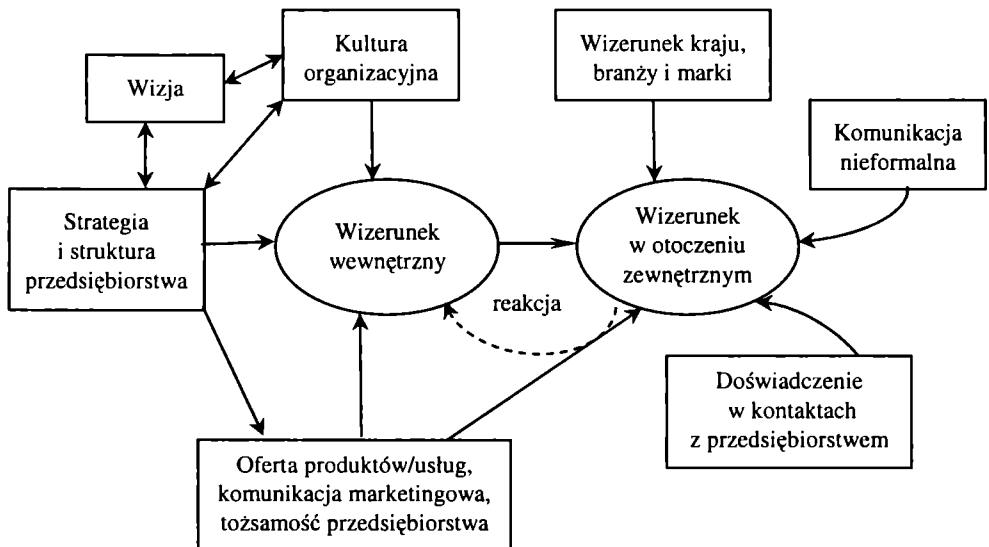 Kultura
organizacyjna
Wizerunek kraju,
branży i marki
Wizja
Komunikacja
nieformalna
Strategia
i struktura
przedsiębiorstwa
Wizerunek
wewnętrzny
Wizerunek
w otoczeniu
zewnętrznym
reakcja
Doświadczenie
w kontaktach
z przedsiębiorstwem
Oferta produktów/usług,
komunikacja marketingowa,
tożsamość przedsiębiorstwa